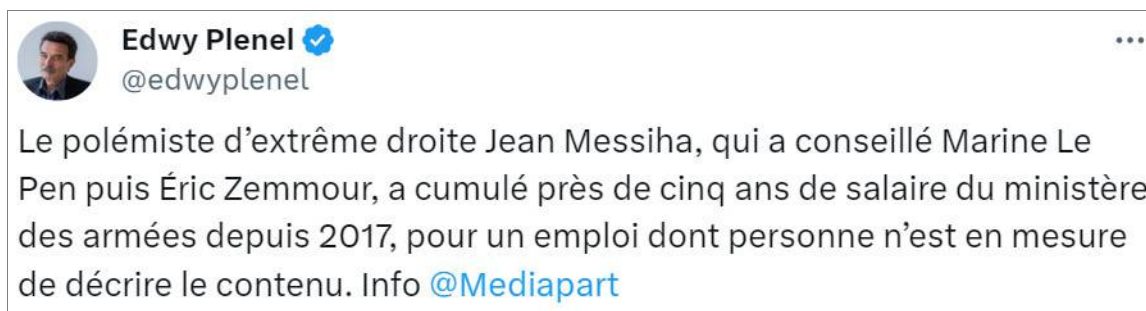 Edwy Plenel
@edwyplenel
Le polémiste d’extrême droite Jean Messiha, qui a conseillé Marine Le
Pen puis Éric Zemmour, a cumulé près de cinq ans de salaire du ministère
des armées depuis 2017, pour un emploi dont personne n’est en mesure
de décrire le contenu. Info @Mediapart